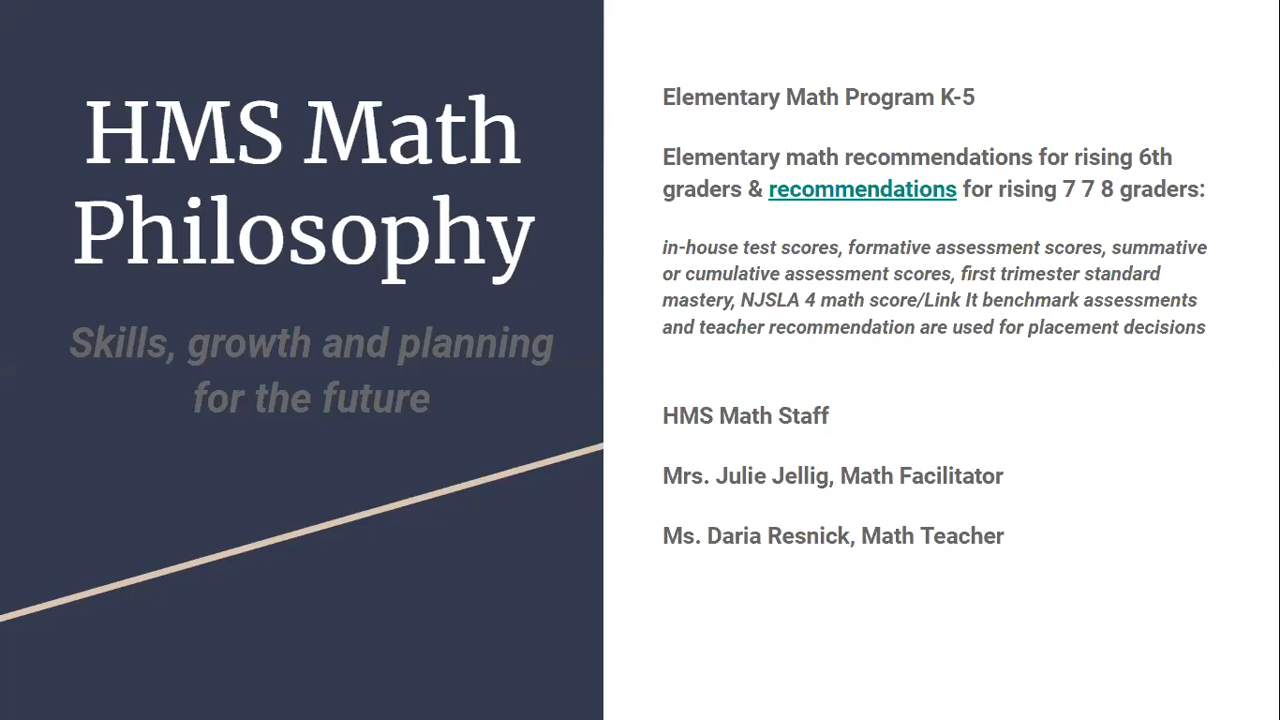 HMS Math
Philosophy
Skills, growth and planning
for the future
Elementary Math Program K-5
Elementary math recommendations for rising 6th
graders & recommendations for rising 7 7 8 graders:
in-house test scores, formative assessment scores, summative
or cumulative assessment scores, first trimester standard
mastery, NJSLA 4 math score/Link It benchmark assessments
and teacher recommendation are used for placement decisions
HMS Math Staff
Mrs. Julie Jellig, Math Facilitator
Ms. Daria Resnick, Math Teacher